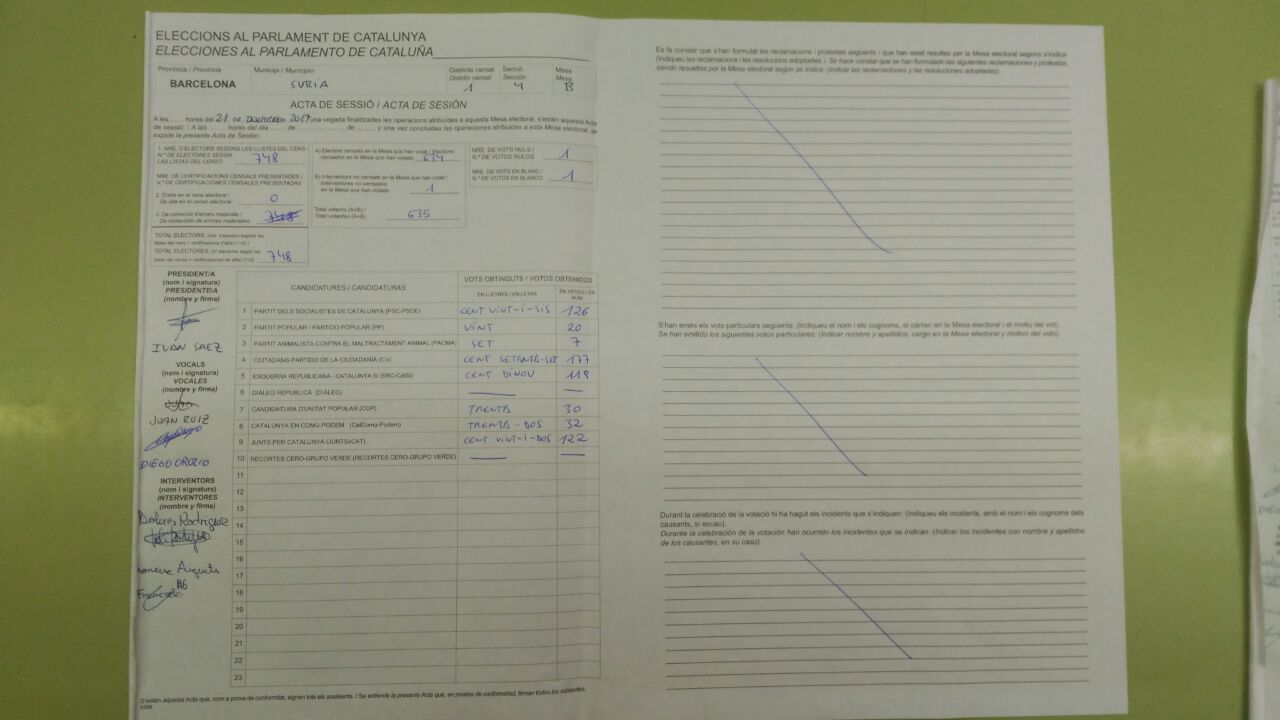 ELECCIONS AL PARLAMENT DE CATALUNYA
ELECCIONES AL PARLAMENTO DE CATALUÑA
Província / Provincia
BARCELONA
Municipi / Municipio
SURIA
Districte censal
Distrito censal
1
Secció
Sección
4
Mesa
Mesa
B
ACTA DE SESSIÓ / ACTA DE SESIÓN
A les ...... hores del 21 de Desembre de 2017 una vegada finalitzades les operacions atribuïdes a aquesta Mesa electoral, s'estén aquesta Acta
de sessió. / A las ...... horas del día ...... de ...... de ...... y una vez concluidas las operaciones atribuidas a esta Mesa electoral, se
expide la presente Acta de Sesión.
1. NRE. D'ELECTORS SEGONS LES LLISTES DEL CENS
N.º DE ELECTORES SEGÚN
LAS LISTAS DEL CENSO
748
NRE. DE CERTIFICACIONS CENSALS PRESENTADES /
N.º DE CERTIFICACIONES CENSALES PRESENTADAS
2. D'alta en el cens electoral /
De alta en el censo electoral:
0
3. De correcció d'errors materials /
De corrección de errores materiales:
TOTAL ELECTORS: (nre. d'electors segons les
llistes del cens + certificacions d'alta) (1+2) /
TOTAL ELECTORES: (nº electores según las
listas del censo + certificaciones de alta) (1+2)
748
A) Electors censats en la Mesa que han votat / Electores
censados en la Mesa que han votado
634
B) Interventors no censats en la Mesa que han votat /
Interventores no censados
en la Mesa que han votado
1
Total votants (A+B) /
Total votantes (A+B)
635
NRE. DE VOTS NULS /
N.º DE VOTOS NULOS
1
NRE. DE VOTS EN BLANC /
N.º DE VOTOS EN BLANCO
1
PRESIDENT/A
(nom i signatura)
PRESIDENTE/A
(nombre y firma)
IVAN SAEZ
VOCALS
(nom i signatura)
VOCALES
(nombre y firma)
JUAN RUIZ
DIEGO OROZIO
INTERVENTORS
(nom i signatura)
INTERVENTORES
(nombre y firma)
Dolores Rodriguez
CANDIDATURES / CANDIDATURAS
VOTS OBTINGUTS / VOTOS OBTENIDOS
EN LLETRES / EN LETRA
EN XIFRES / EN NÚM
1 PARTIT DELS SOCIALISTES DE CATALUNYA (PSC-PSOE) CENT VINT-I-SIS 126
2 PARTIT POPULAR / PARTIDO POPULAR (PP) VINT 20
3 PARTIT ANIMALISTA CONTRA EL MALTRACTAMENT ANIMAL (PACMA) SET 7
4 CIUTADANS-PARTIDO DE LA CIUDADANÍA (C's) CENT SETANTA-SET 177
5 ESQUERRA REPUBLICANA - CATALUNYA SÍ (ERC-CatSí) CENT DINOU 119
6 DIÀLEG REPUBLICÀ (DIÀLEG)
7 CANDIDATURA D'UNITAT POPULAR (CUP) TRENTA 30
8 CATALUNYA EN COMÚ-PODEM (CatComú-Podem) TRENTA-DOS 32
9 JUNTS PER CATALUNYA (JUNTSxCAT) CENT VINT-I-DOS 122
10 RECORTES CERO-GRUPO VERDE (RECORTES CERO-GRUPO VERDE)
11
12
13
14
15
16
17
18
19
20
21
22
23
S'estén aquesta Acta que, com a prova de conformitat, signen tots els assistents. / Se extiende la presente Acta que, en prueba de conformidad, firman todos los asistentes.
Es fa constar que s'han formulat les reclamacions i protestes següents i que han estat resoltes per la Mesa electoral segons s'indica:
(Indiqueu les reclamacions i les resolucions adoptades). Se hace constar que se han formulado las siguientes reclamaciones y protestas,
siendo resueltas por la Mesa electoral según se indica: (Indicar las reclamaciones y las resoluciones adoptadas)
S'han emès els vots particulars següents: (Indiqueu el nom i els cognoms, el càrrec en la Mesa electoral i el motiu del vot).
Se han emitido los siguientes votos particulares: (Indicar nombre y apellidos, cargo en la Mesa electoral y motivo del voto)
Durant la celebració de la votació hi ha hagut els incidents que s'indiquen: (Indiqueu els incidents, amb el nom i els cognoms dels
causants, si escau).
Durante la celebración de la votación han ocurrido los incidentes que se indican: (Indicar los incidentes con nombre y apellidos
de los causantes, en su caso).